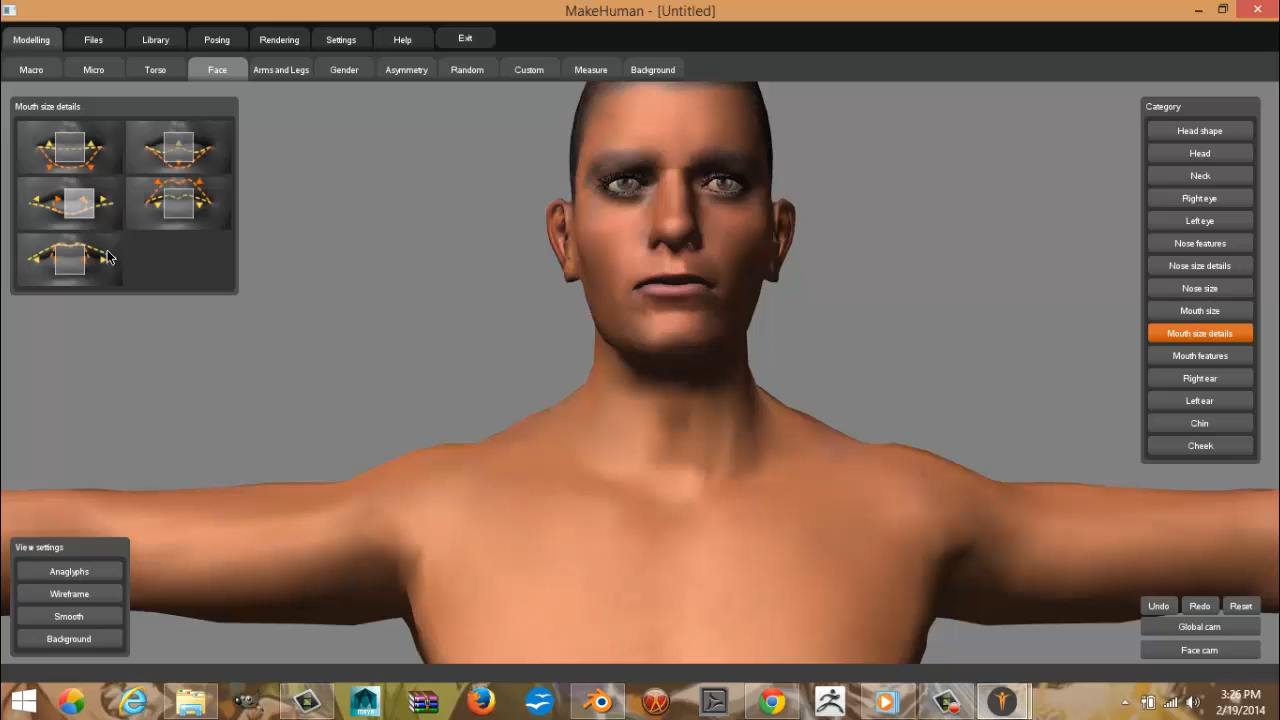 MakeHuman - [Untitled]
Modelling Files Library Posing Rendering Settings Help Exit
Macro Micro Torso Face Arms and Legs Gender Asymmetry Random Custom Measure Background
Mouth size details
Category
Head shape
Head
Neck
Right eye
Left eye
Nose features
Nose size details
Nose size
Mouth size
Mouth size details
Mouth features
Right ear
Left ear
Chin
Cheek
View settings
Anaglyphs
Wireframe
Smooth
Background
Undo Redo Reset
Global cam
Face cam
MAYA
3:26 PM
2/19/2014